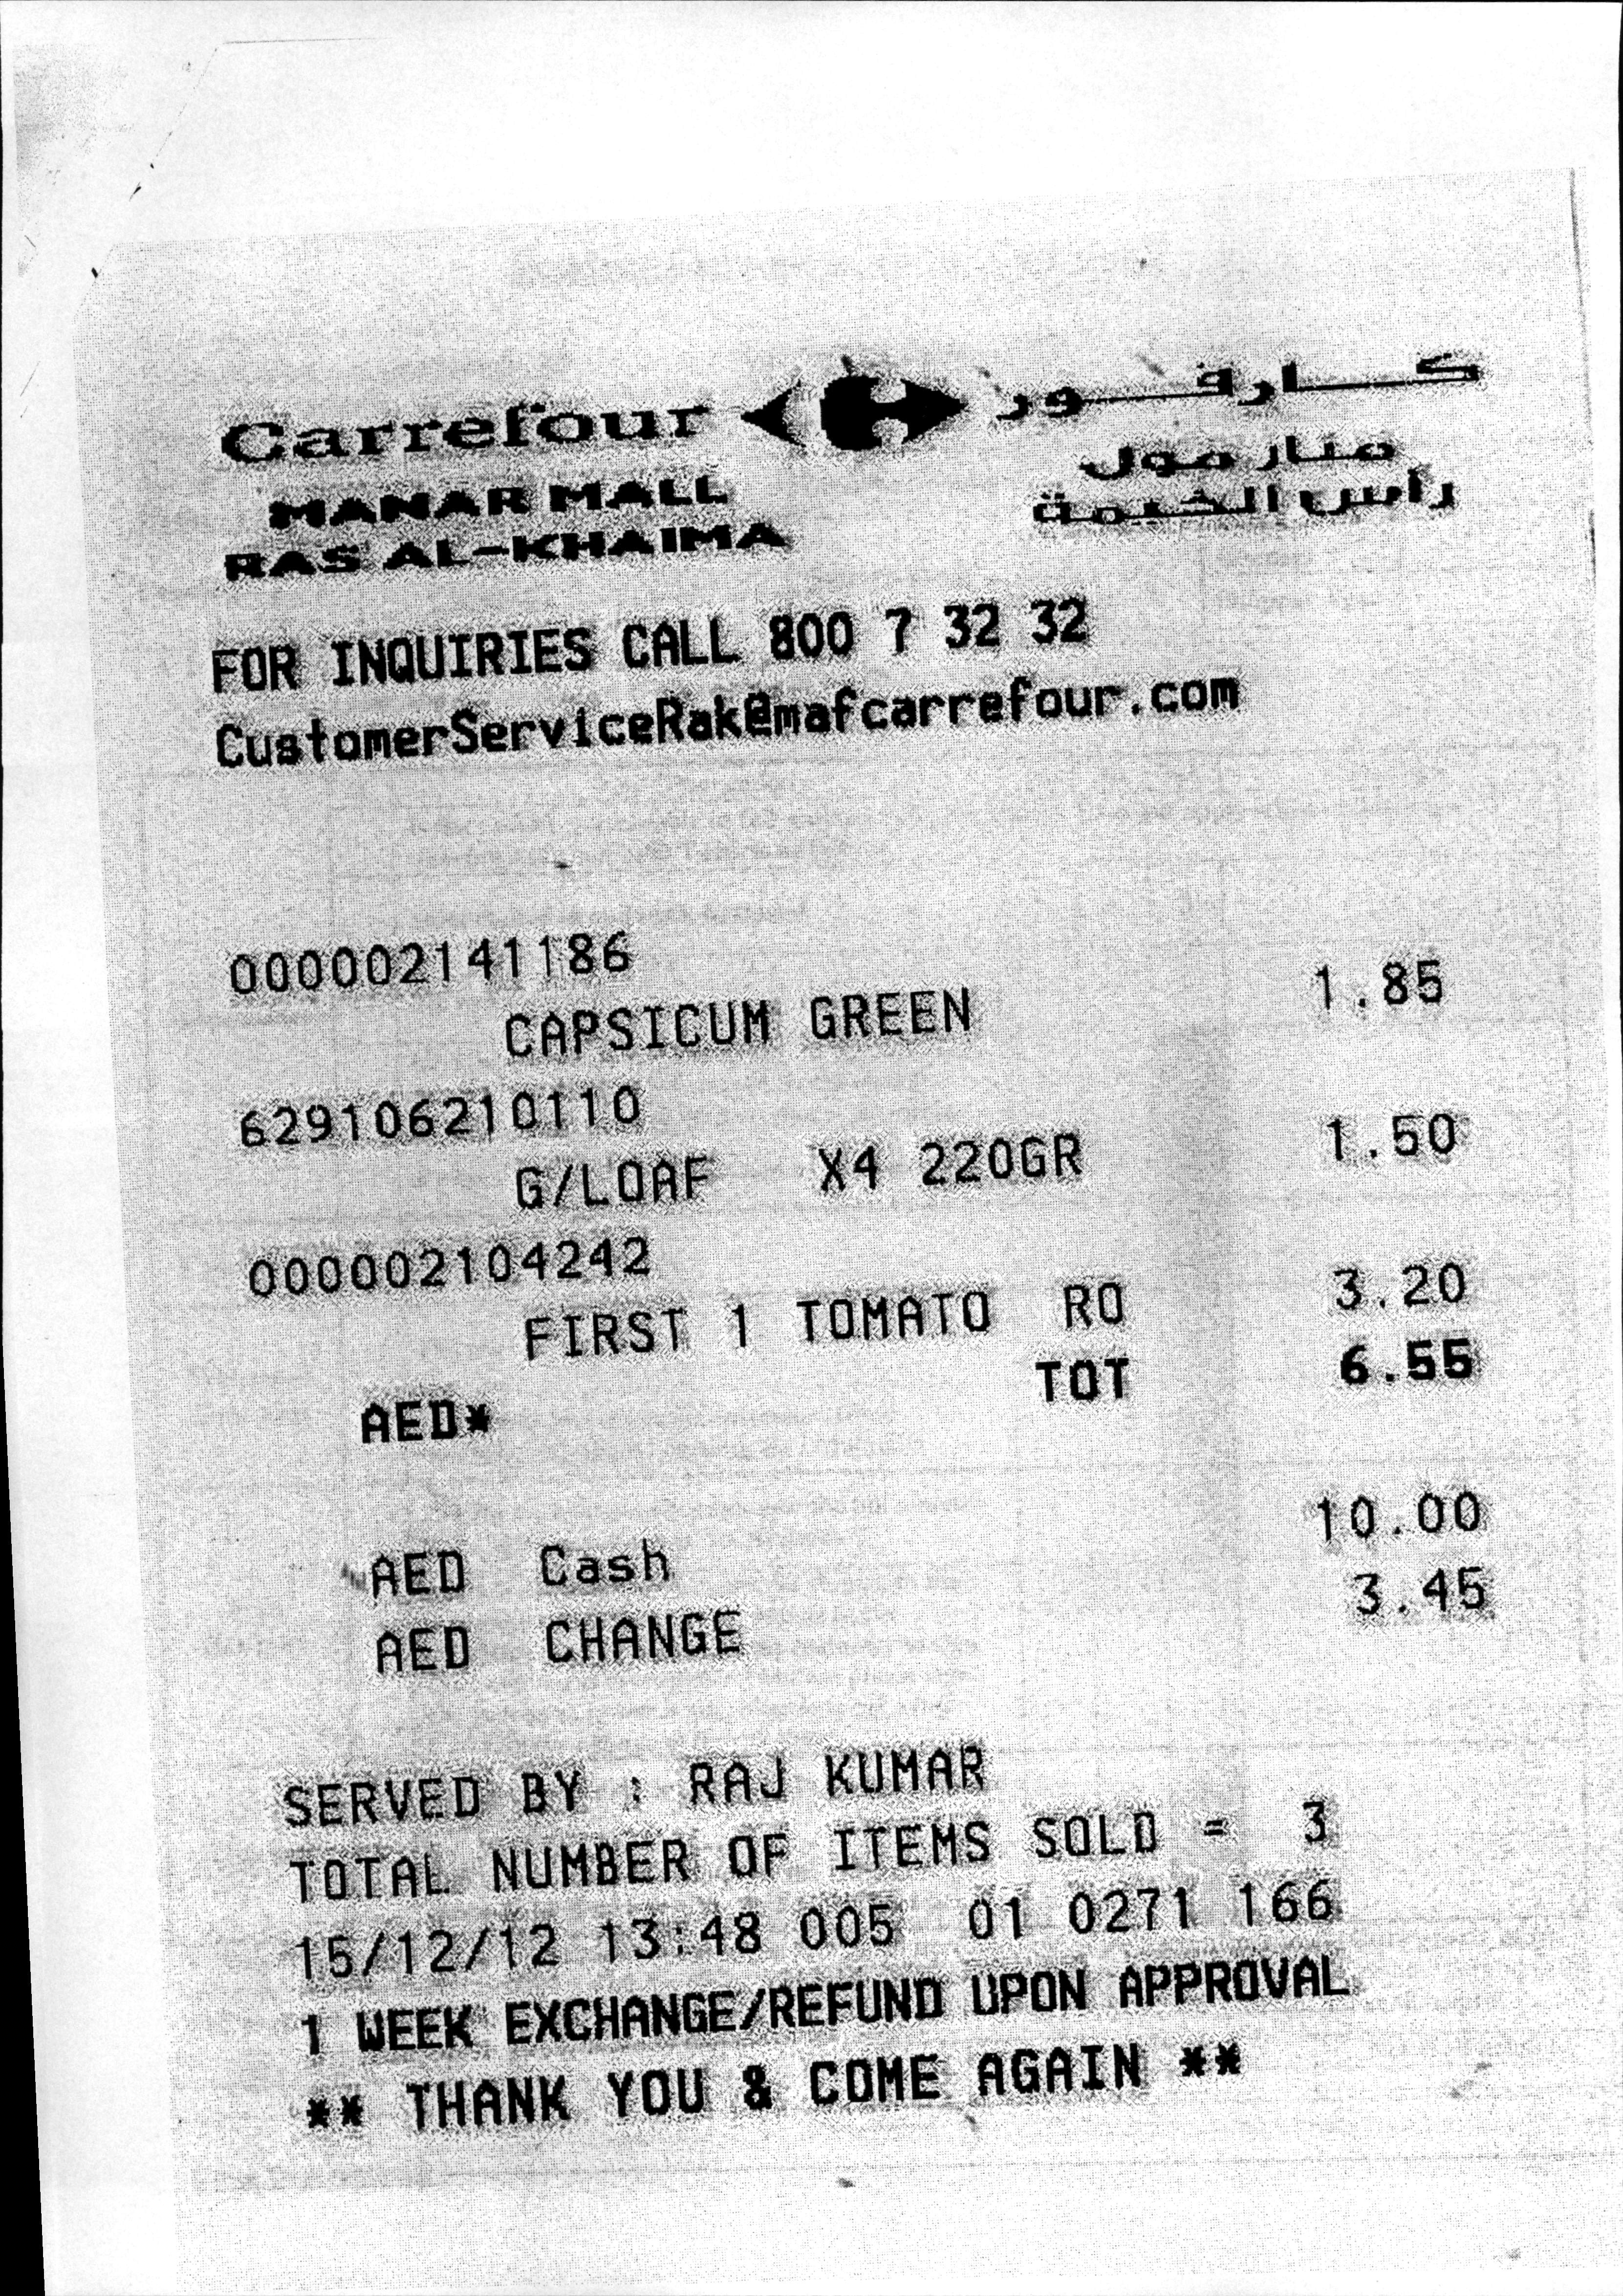 Carrefour كارفور
MANAR MALL منار مول
RAS AL-KHAIMA رأس الخيمة
FOR INQUIRIES CALL 800 7 32 32
CustomerServiceRak@mafcarrefour.com
000002141186
CAPSICUM GREEN 1.85
629106210110
G/LOAF X4 220GR 1.50
000002104242
FIRST 1 TOMATO RO 3.20
AED* TOT 6.55
AED Cash 10.00
AED CHANGE 3.45
SERVED BY : RAJ KUMAR
TOTAL NUMBER OF ITEMS SOLD = 3
15/12/12 13:48 005 01 0271 166
1 WEEK EXCHANGE/REFUND UPON APPROVAL
** THANK YOU & COME AGAIN **